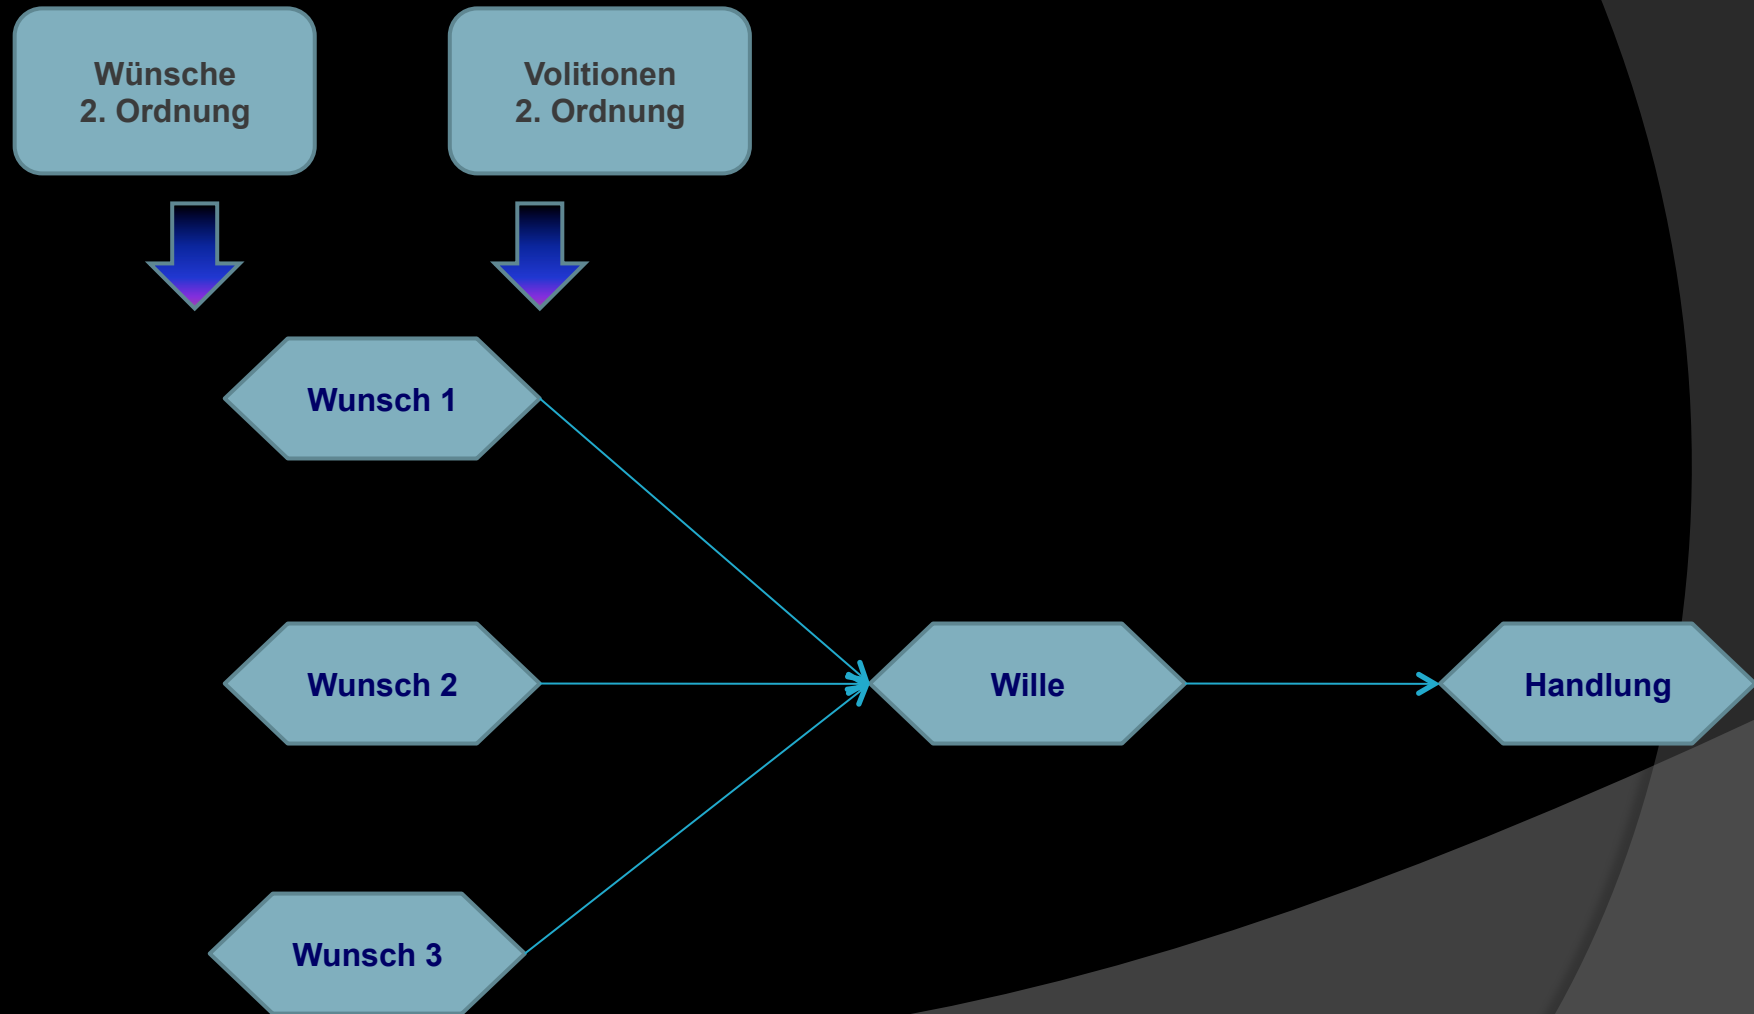 Wünsche
2. Ordnung
Volitionen
2. Ordnung
Wunsch 1
Wunsch 2
Wille
Handlung
Wunsch 3